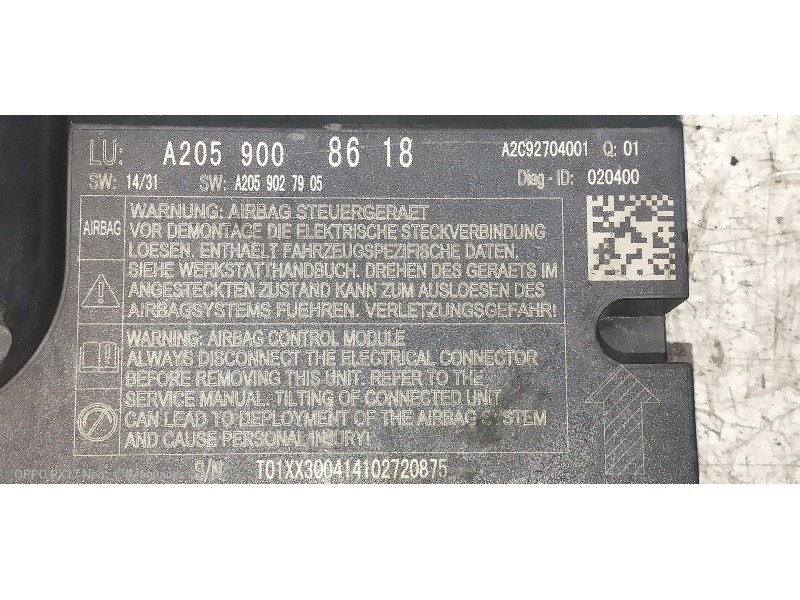 LU: A205 900 86 18 A2C92704001 Q: 01
SW: 14/31 SW: A205 902 79 05 Diag - ID: 020400
AIRBAG
WARNUNG: AIRBAG STEUERGERAET
VOR DEMONTAGE DIE ELEKTRISCHE STECKVERBINDUNG
LOESEN. ENTHAELT FAHRZEUGSPEZIFISCHE DATEN.
SIEHE WERKSTATTHANDBUCH. DREHEN DES GERAETS IM
ANGESTECKTEN ZUSTAND KANN ZUM AUSLOESEN DES
AIRBAGSYSTEMS FUEHREN. VERLETZUNGSGEFAHR!
WARNING: AIRBAG CONTROL MODULE
ALWAYS DISCONNECT THE ELECTRICAL CONNECTOR
BEFORE REMOVING THIS UNIT. REFER TO THE
SERVICE MANUAL. TILTING OF CONNECTED UNIT
CAN LEAD TO DEPLOYMENT OF THE AIRBAG SYSTEM
AND CAUSE PERSONAL INJURY!
S/N: T01XX300414102720875
OPPO RX17 Neo